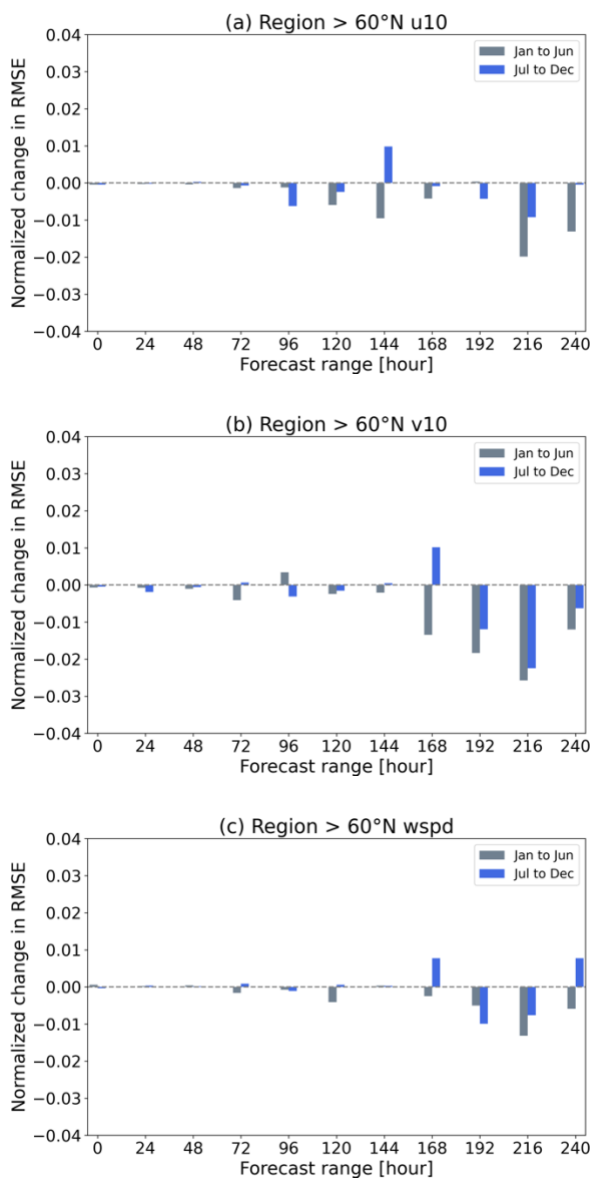 (a) Region > 60°N u10
Normalized change in RMSE
0.04
0.03
0.02
0.01
0.00
−0.01
−0.02
−0.03
−0.04
Jan to Jun
Jul to Dec
0 24 48 72 96 120 144 168 192 216 240
Forecast range [hour]
(b) Region > 60°N v10
Normalized change in RMSE
0.04
0.03
0.02
0.01
0.00
−0.01
−0.02
−0.03
−0.04
Jan to Jun
Jul to Dec
0 24 48 72 96 120 144 168 192 216 240
Forecast range [hour]
(c) Region > 60°N wspd
Normalized change in RMSE
0.04
0.03
0.02
0.01
0.00
−0.01
−0.02
−0.03
−0.04
Jan to Jun
Jul to Dec
0 24 48 72 96 120 144 168 192 216 240
Forecast range [hour]